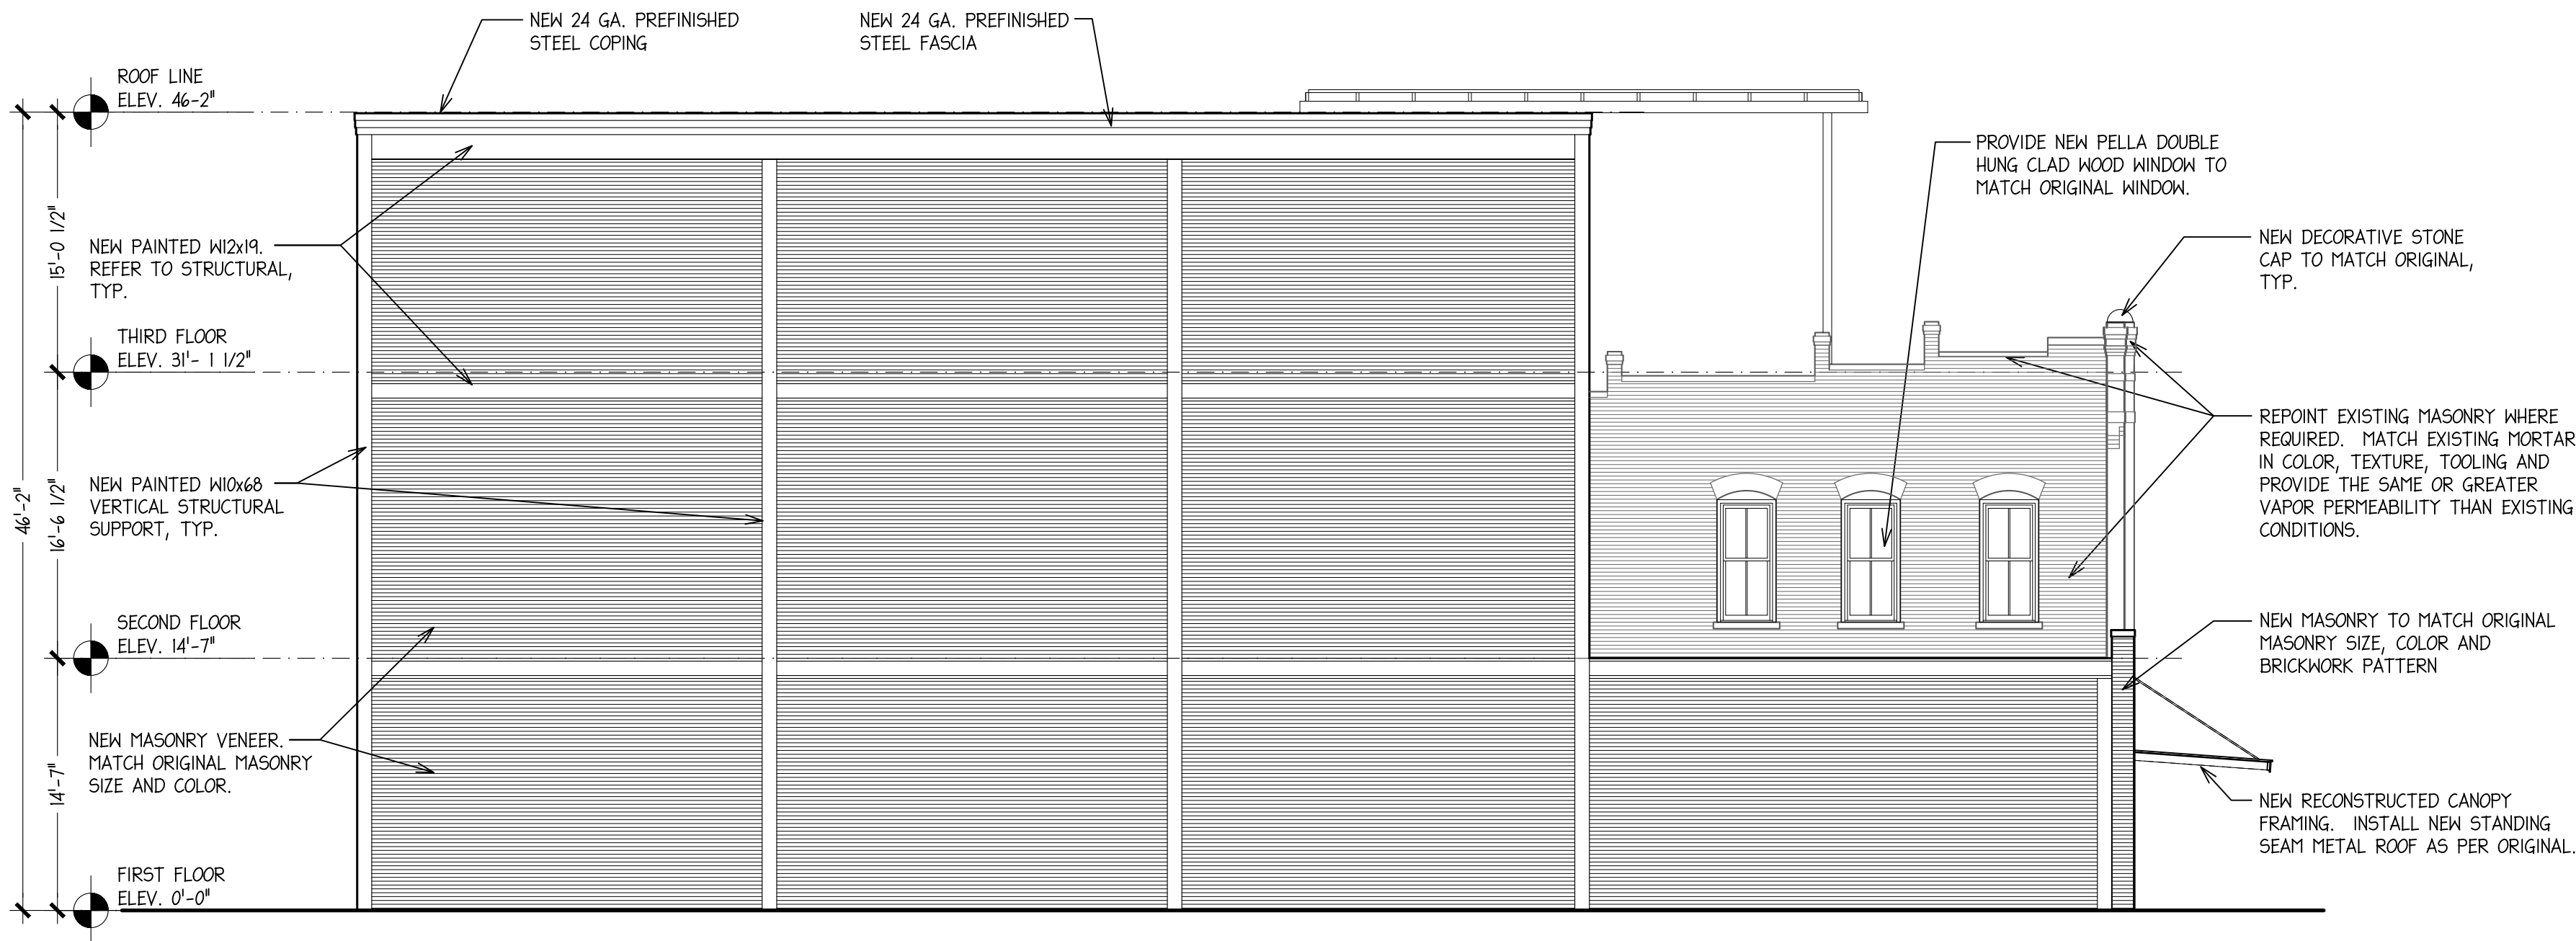 NEW 24 GA. PREFINISHED
STEEL COPING
NEW 24 GA. PREFINISHED
STEEL FASCIA
ROOF LINE
ELEV. 46-2"
PROVIDE NEW PELLA DOUBLE
HUNG CLAD WOOD WINDOW TO
MATCH ORIGINAL WINDOW.
15'-0 1/2"
NEW PAINTED W12x19.
REFER TO STRUCTURAL,
TYP.
NEW DECORATIVE STONE
CAP TO MATCH ORIGINAL,
TYP.
THIRD FLOOR
ELEV. 31'- 1 1/2"
REPOINT EXISTING MASONRY WHERE
REQUIRED. MATCH EXISTING MORTAR
IN COLOR, TEXTURE, TOOLING AND
PROVIDE THE SAME OR GREATER
VAPOR PERMEABILITY THAN EXISTING
CONDITIONS.
46'-2"
16'-6 1/2"
NEW PAINTED W10x68
VERTICAL STRUCTURAL
SUPPORT, TYP.
SECOND FLOOR
ELEV. 14'-7"
NEW MASONRY TO MATCH ORIGINAL
MASONRY SIZE, COLOR AND
BRICKWORK PATTERN
14'-7"
NEW MASONRY VENEER.
MATCH ORIGINAL MASONRY
SIZE AND COLOR.
NEW RECONSTRUCTED CANOPY
FRAMING. INSTALL NEW STANDING
SEAM METAL ROOF AS PER ORIGINAL.
FIRST FLOOR
ELEV. 0'-0"